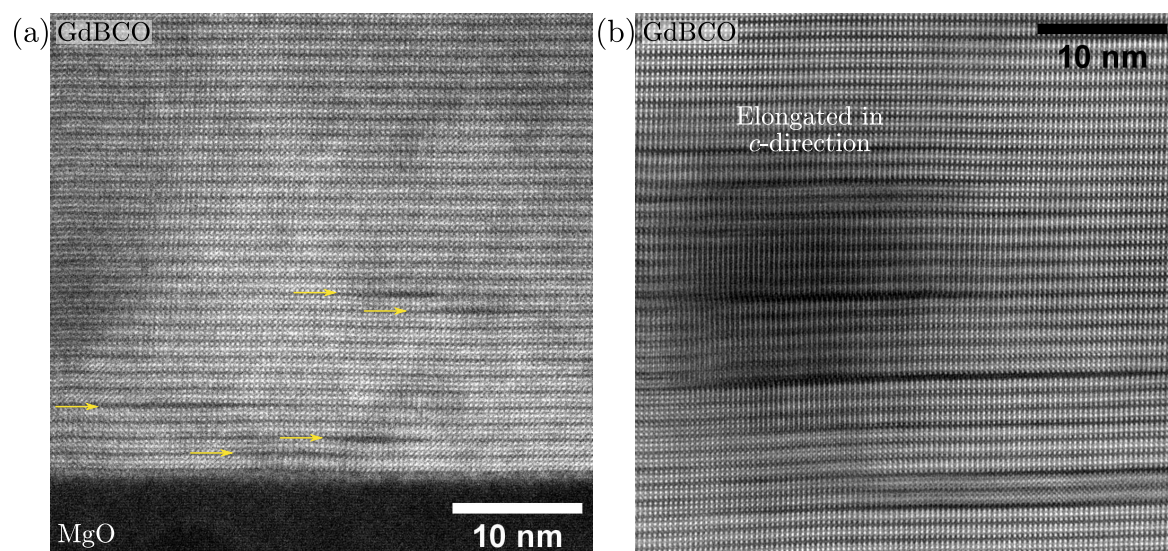 (a) GdBCO
MgO
10 nm
(b) GdBCO
10 nm
Elongated in
c-direction